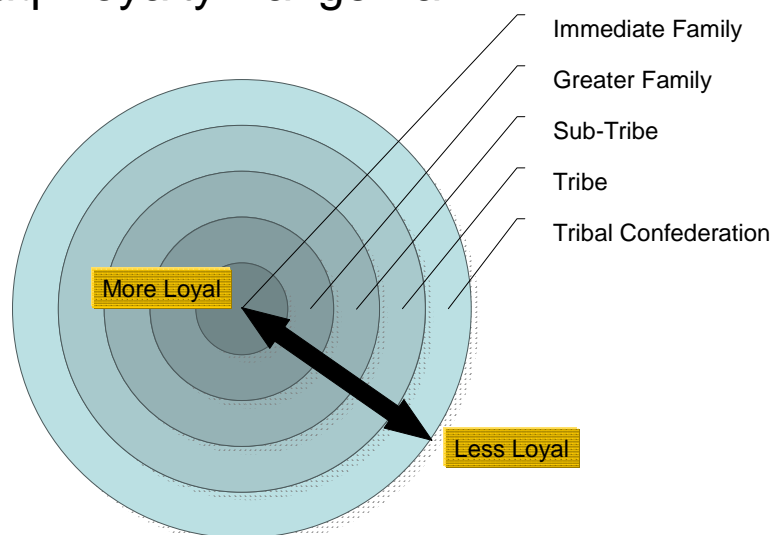 Immediate Family
Greater Family
Sub-Tribe
Tribe
Tribal Confederation
More Loyal
Less Loyal